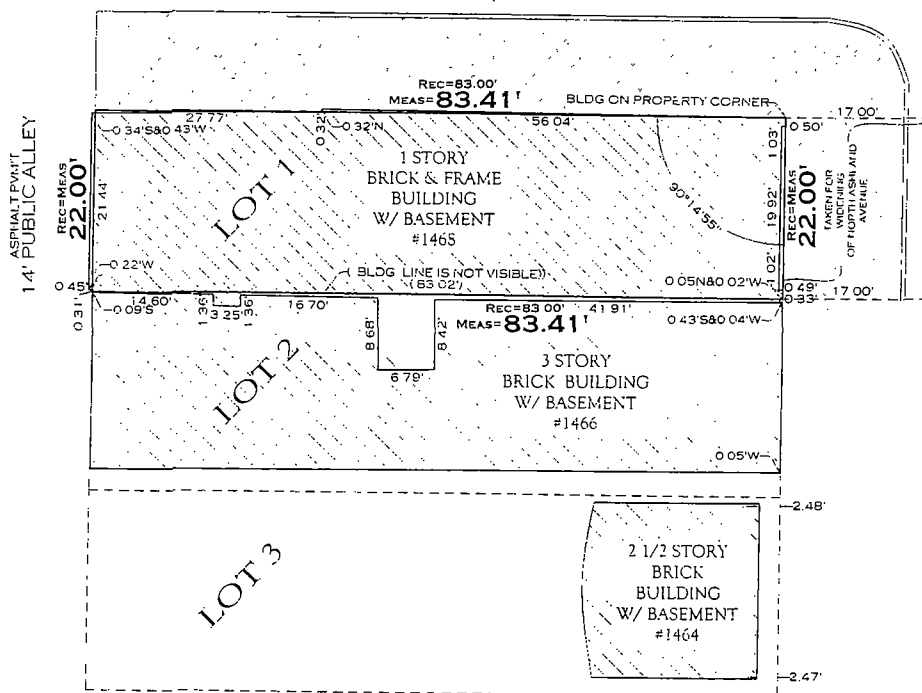 REC=83.00'
MEAS=83.41'
BLDG ON PROPERTY CORNER
27 77'
0 32'
0 32'N
56 04'
17 00'
0 34'S&0 43'W
0 50'
1 03'
ASPHALT PVM'T
14' PUBLIC ALLEY
REC=MEAS
22.00'
21 44'
LOT 1
1 STORY
BRICK & FRAME
BUILDING
W/ BASEMENT
#1465
90°14'55"
19 92'
REC=MEAS
22.00'
TAKEN FOR
WIDENING
OF NORTH ASHLAND
AVENUE
0 22'W
( BLDG LINE IS NOT VISIBLE)
(83 02')
0 05N&0 02'W
1 02'
0 45'
0 49'
17 00'
0 33'
0 31'
0 09'S
14.60'
1 36'
3 25'
1 36'
16 70'
REC=83 00'
MEAS=83.41'
41 91'
0 43'S&0 04'W
8 68'
8 42'
6 79'
LOT 2
3 STORY
BRICK BUILDING
W/ BASEMENT
#1466
0 05'W
2.48'
LOT 3
2 1/2 STORY
BRICK
BUILDING
W/ BASEMENT
#1464
2.47'